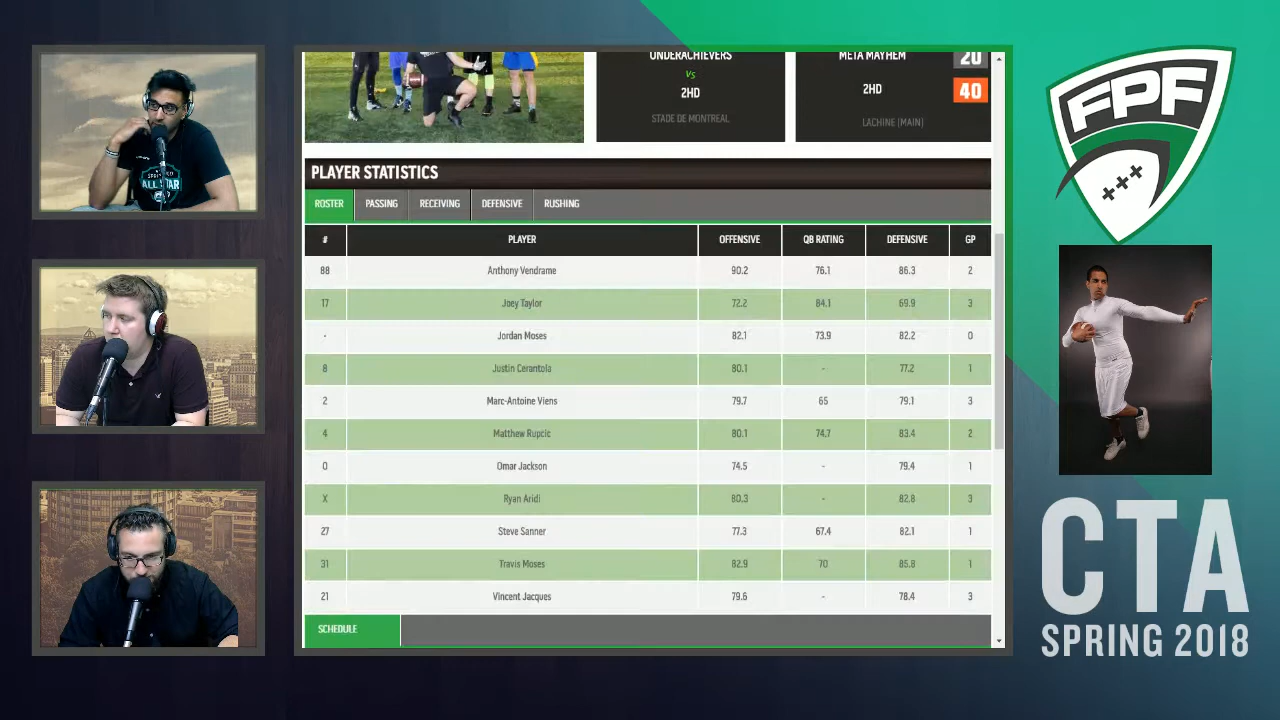 UNDERACHIEVERS
VS
2HD
STADE DE MONTREAL
META MAYHEM 20
2HD 40
LACHINE (MAIN)
PLAYER STATISTICS
ROSTER PASSING RECEIVING DEFENSIVE RUSHING
# PLAYER OFFENSIVE QB RATING DEFENSIVE GP
88 Anthony Vendrame 90.2 76.1 86.3 2
17 Joey Taylor 72.2 84.1 69.9 3
- Jordan Moses 82.1 73.9 82.2 0
8 Justin Cerantola 80.1 - 77.2 1
2 Marc-Antoine Viens 79.7 65 79.1 3
4 Matthew Rupcic 80.1 74.7 83.4 2
0 Omar Jackson 74.5 - 79.4 1
X Ryan Aridi 80.3 - 82.8 3
27 Steve Sanner 77.3 67.4 82.1 1
31 Travis Moses 82.9 70 85.8 1
21 Vincent Jacques 79.6 - 78.4 3
SCHEDULE
ALL STAR
FPF
CTA
SPRING 2018